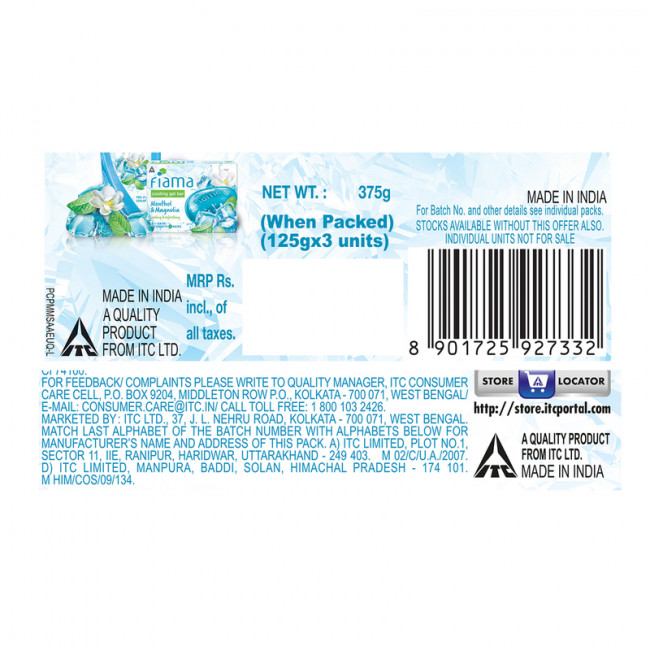 fiama
cooling gel bar
Menthol
& Magnolia
NET WT. : 375g
(When Packed)
(125gx3 units)
MADE IN INDIA
For Batch No. and other details see individual packs.
STOCKS AVAILABLE WITHOUT THIS OFFER ALSO.
INDIVIDUAL UNITS NOT FOR SALE
MRP Rs.
incl., of
all taxes.
PCPMMSAAEUQ-L
ITC
MADE IN INDIA
A QUALITY
PRODUCT
FROM ITC LTD.
8 901725 927332
FOR FEEDBACK/ COMPLAINTS PLEASE WRITE TO QUALITY MANAGER, ITC CONSUMER
CARE CELL, P.O. BOX 9204, MIDDLETON ROW P.O., KOLKATA - 700 071, WEST BENGAL/
E-MAIL: CONSUMER.CARE@ITC.IN/ CALL TOLL FREE: 1 800 103 2426.
MARKETED BY: ITC LTD., 37, J. L. NEHRU ROAD, KOLKATA - 700 071, WEST BENGAL.
MATCH LAST ALPHABET OF THE BATCH NUMBER WITH ALPHABETS BELOW FOR
MANUFACTURER'S NAME AND ADDRESS OF THIS PACK. A) ITC LIMITED, PLOT NO.1,
SECTOR 11, IIE, RANIPUR, HARIDWAR, UTTARAKHAND - 249 403. M 02/C/U.A./2007.
D) ITC LIMITED, MANPURA, BADDI, SOLAN, HIMACHAL PRADESH - 174 101.
M HIM/COS/09/134.
STORE LOCATOR
http://store.itcportal.com
ITC
A QUALITY PRODUCT
FROM ITC LTD.
MADE IN INDIA